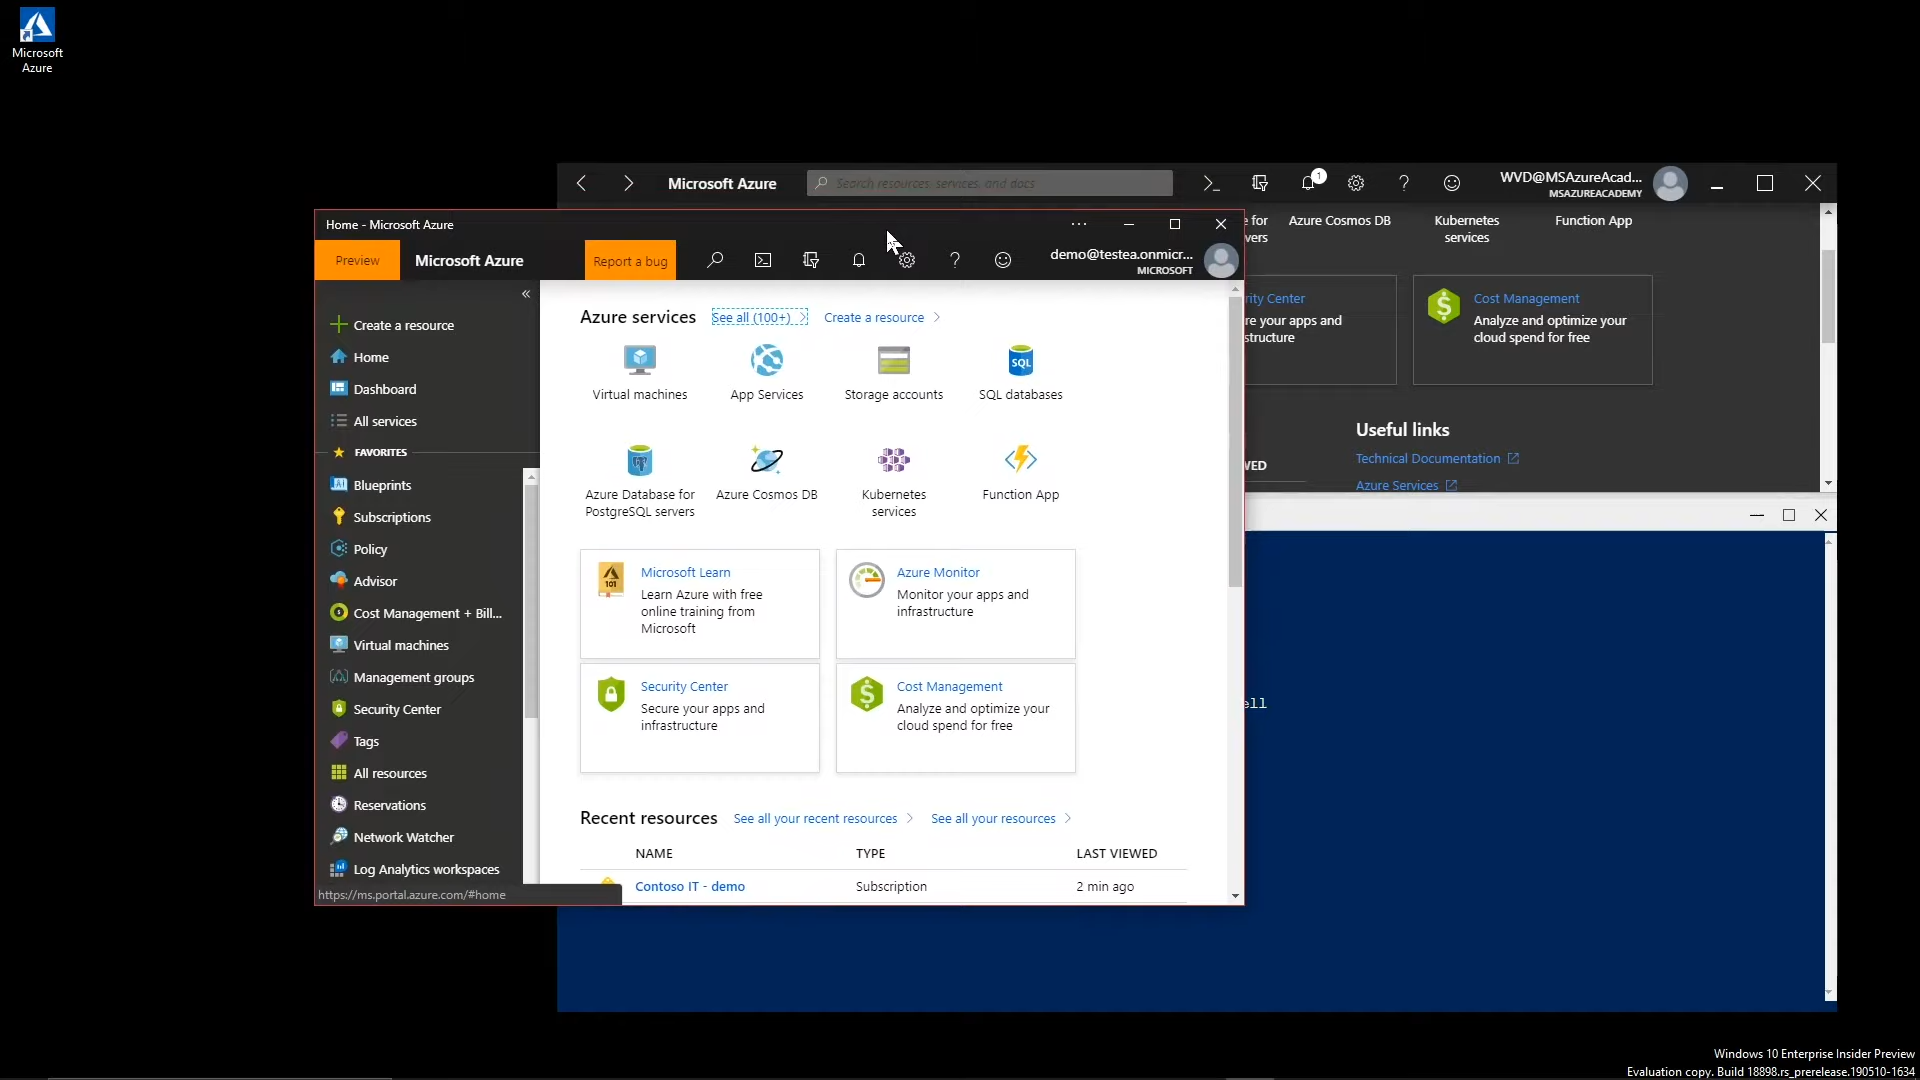 Microsoft
Azure
Microsoft Azure
Search resources, services, and docs
1
WVD@MSAzureAcad...
MSAZUREACADEMY
for
vers
Azure Cosmos DB
Kubernetes
services
Function App
rity Center
re your apps and
structure
Cost Management
Analyze and optimize your
cloud spend for free
Useful links
Technical Documentation
Azure Services
Home - Microsoft Azure
Preview
Microsoft Azure
Report a bug
demo@testea.onmicr...
MICROSOFT
Create a resource
Home
Dashboard
All services
FAVORITES
Blueprints
Subscriptions
Policy
Advisor
Cost Management + Bill...
Virtual machines
Management groups
Security Center
Tags
All resources
Reservations
Network Watcher
Log Analytics workspaces
https://ms.portal.azure.com/#home
Azure services
See all (100+)
Create a resource
Virtual machines
App Services
Storage accounts
SQL
SQL databases
Azure Database for
PostgreSQL servers
Azure Cosmos DB
Kubernetes
services
Function App
101
Microsoft Learn
Learn Azure with free
online training from
Microsoft
Azure Monitor
Monitor your apps and
infrastructure
Security Center
Secure your apps and
infrastructure
Cost Management
Analyze and optimize your
cloud spend for free
Recent resources
See all your recent resources
See all your resources
NAME TYPE LAST VIEWED
Contoso IT - demo Subscription 2 min ago
ell
Windows 10 Enterprise Insider Preview
Evaluation copy. Build 18898.rs_prerelease.190510-1634